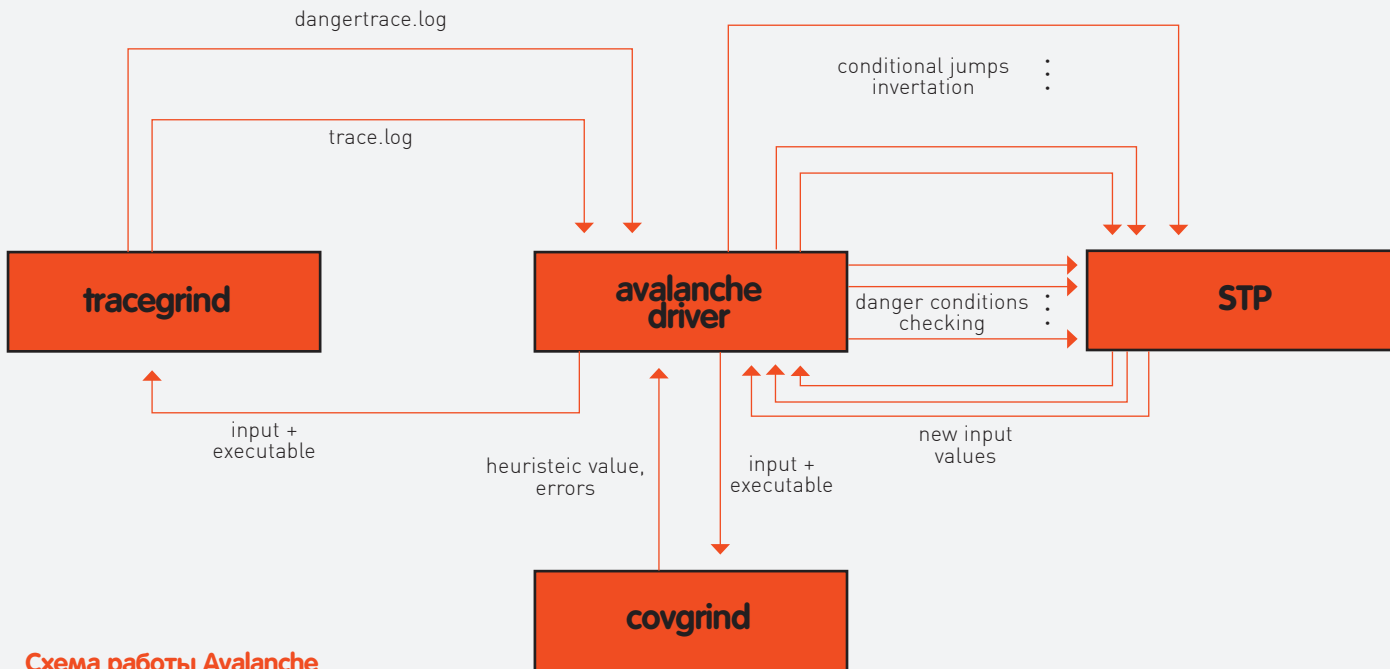 dangertrace.log
conditional jumps
invertation
trace.log
tracegrind
avalanche
driver
danger conditions
checking
STP
input +
executable
heuristeic value,
errors
input +
executable
new input
values
covgrind
Схема работы Avalanche